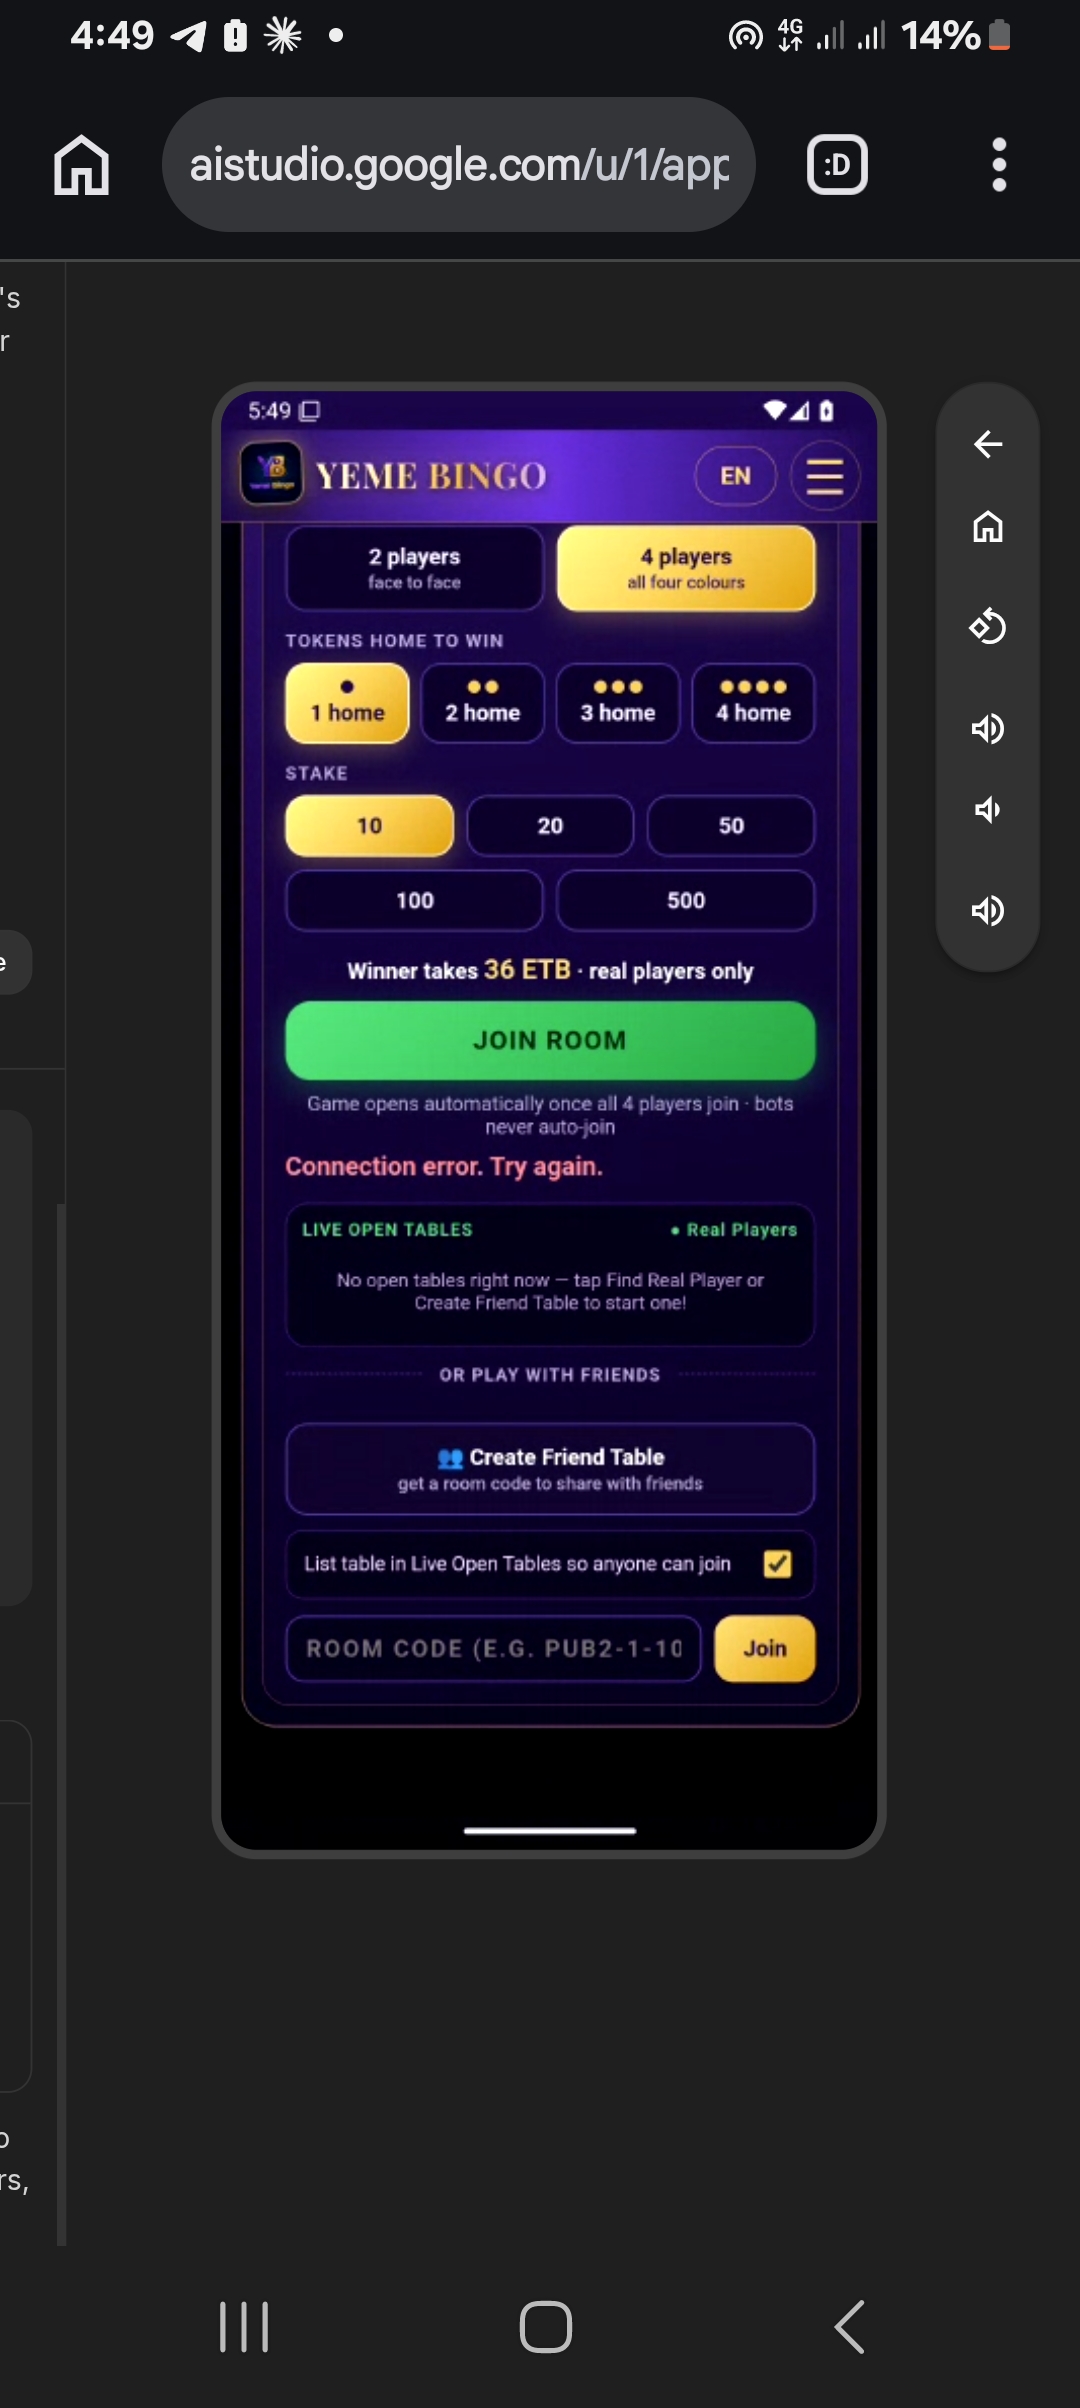 4:49
4G
14%
aistudio.google.com/u/1/app
:D
's
r
5:49
YEME BINGO
EN
2 players
face to face
4 players
all four colours
TOKENS HOME TO WIN
1 home
2 home
3 home
4 home
STAKE
10
20
50
100
500
Winner takes 36 ETB · real players only
JOIN ROOM
Game opens automatically once all 4 players join · bots
never auto-join
Connection error. Try again.
LIVE OPEN TABLES
• Real Players
No open tables right now — tap Find Real Player or
Create Friend Table to start one!
OR PLAY WITH FRIENDS
Create Friend Table
get a room code to share with friends
List table in Live Open Tables so anyone can join
ROOM CODE (E.G. PUB2-1-10
Join
e
o
rs,